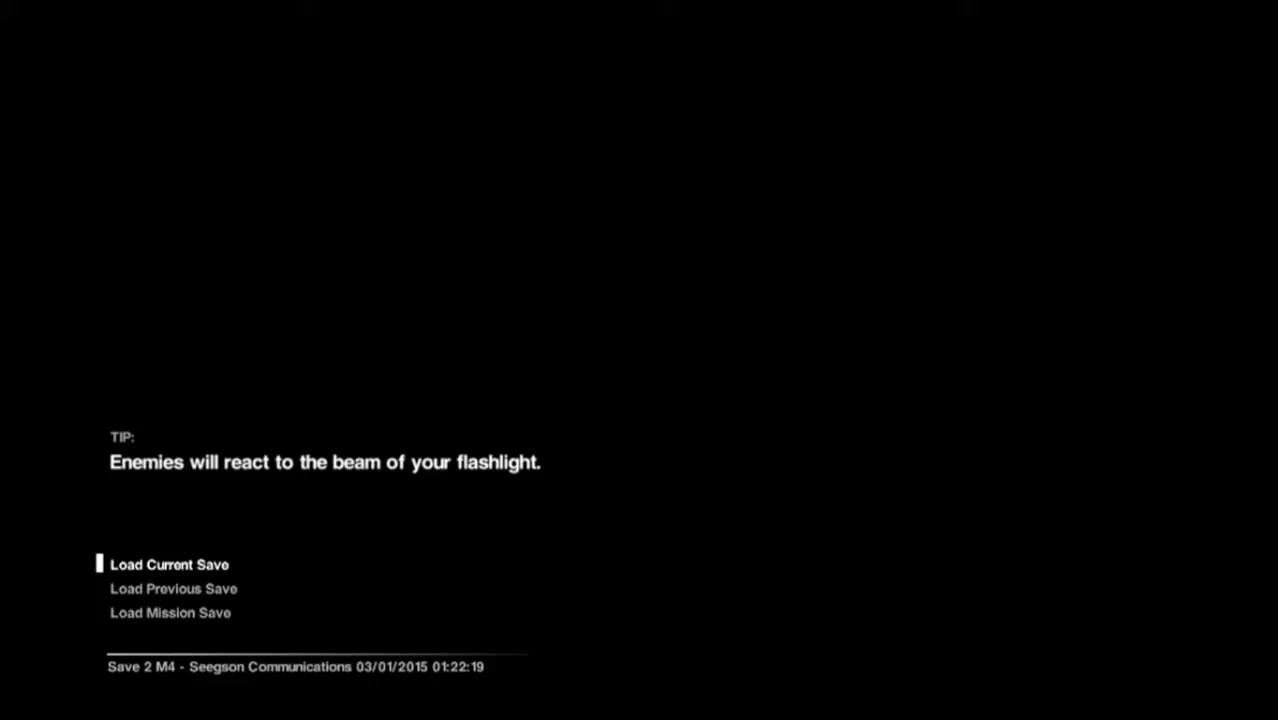 TIP:
Enemies will react to the beam of your flashlight.
Load Current Save
Load Previous Save
Load Mission Save
Save 2 M4 - Seegson Communications 03/01/2015 01:22:19